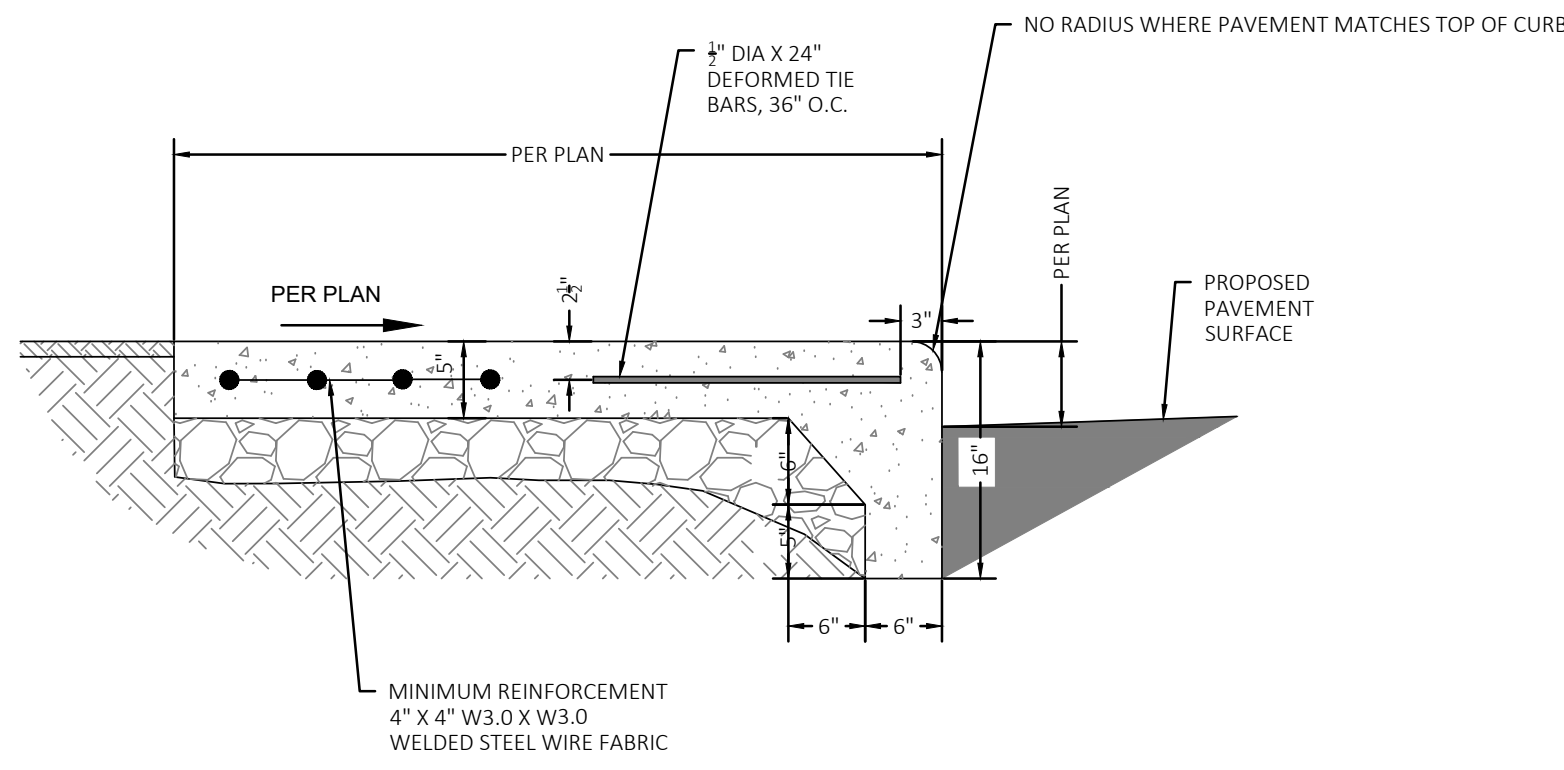 NO RADIUS WHERE PAVEMENT MATCHES TOP OF CURB
½" DIA X 24"
DEFORMED TIE
BARS, 36" O.C.
PER PLAN
PER PLAN
PROPOSED
PAVEMENT
SURFACE
PER PLAN
2½"
3"
5"
16"
6"
5"
6"
6"
MINIMUM REINFORCEMENT
4" X 4" W3.0 X W3.0
WELDED STEEL WIRE FABRIC